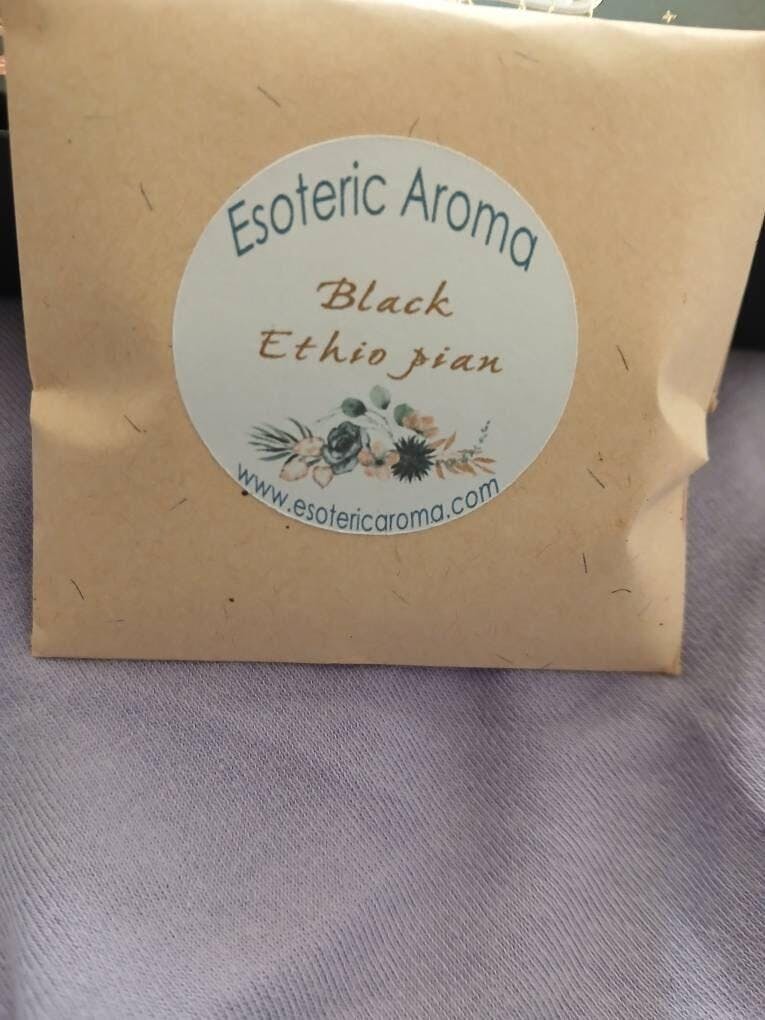 Esoteric Aroma
Black
Ethio pian
www.esotericaroma.com